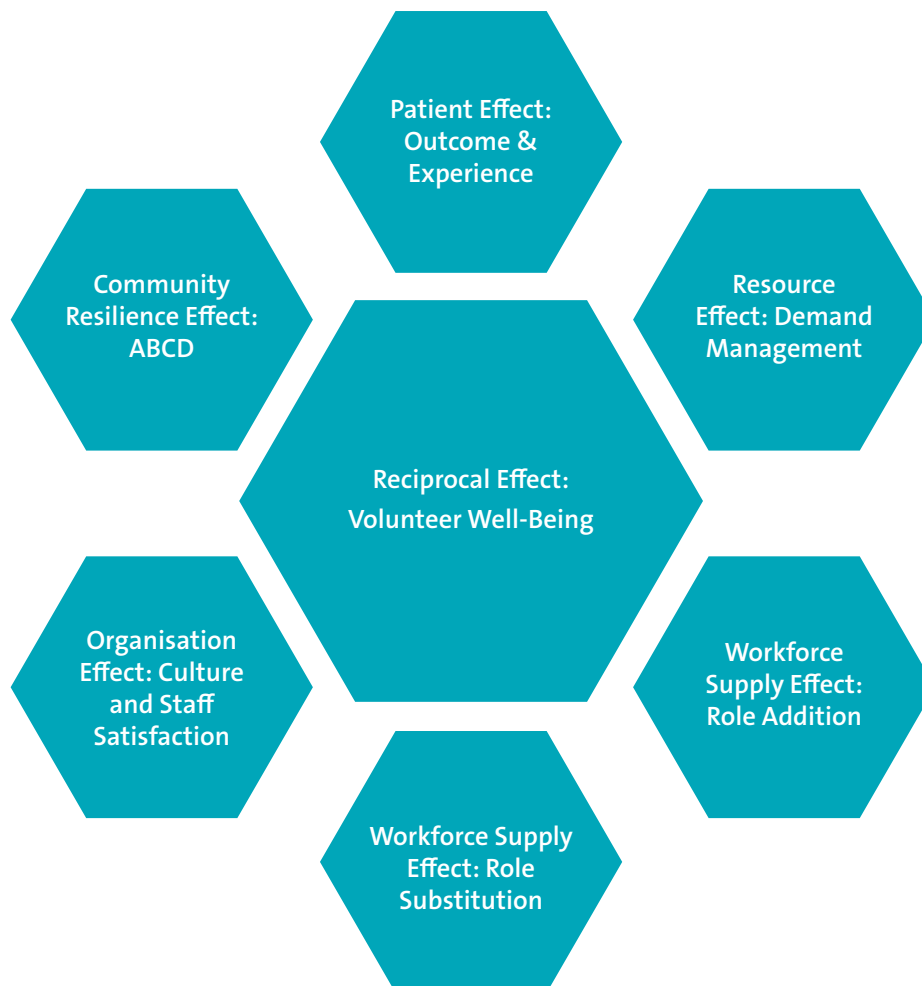 Patient Effect:
Outcome &
Experience
Community
Resilience Effect:
ABCD
Resource
Effect: Demand
Management
Reciprocal Effect:
Volunteer Well-Being
Organisation
Effect: Culture
and Staff
Satisfaction
Workforce
Supply Effect:
Role Addition
Workforce Supply
Effect: Role
Substitution